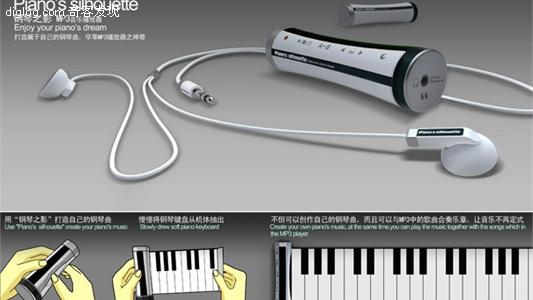 Piano's silhouette
digiqq.com 奇客发现
钢琴之影 MP3音乐播放器
Enjoy your piano's dream
打造属于自己的钢琴曲，尽享MP3播放器之神奇
Piano's silhouette
Piano's silhouette
用“钢琴之影”打造自己的钢琴曲
Use "Piano's silhouette" create your piano's music
慢慢将钢琴键盘从机体抽出
Slowly drew soft piano keyboard
不但可以创作自己的钢琴曲，而且可以与MP3中的歌曲合奏乐章，让音乐不再定式
Create your own piano's music, at the same time,you can play the music together with the songs which in
the MP3 player